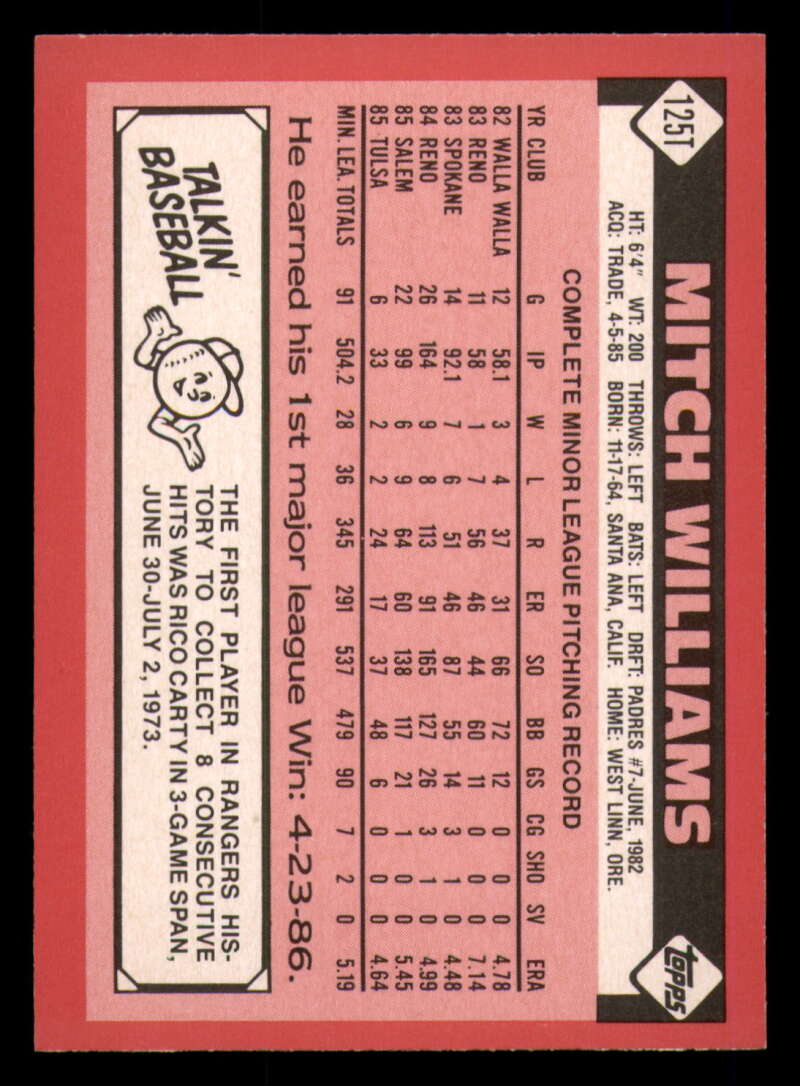 125T
MITCH WILLIAMS
TOPPS
HT: 6'4" WT: 200 THROWS: LEFT BATS: LEFT DRFT: PADRES #7-JUNE, 1982
ACQ: TRADE, 4-5-85 BORN: 11-17-64, SANTA ANA, CALIF. HOME: WEST LINN, ORE.
COMPLETE MINOR LEAGUE PITCHING RECORD
YR CLUB G IP W L R ER SO BB GS CG SHO SV ERA
82 WALLA WALLA 12 58.1 3 4 37 31 66 72 12 0 0 0 4.78
83 RENO 11 58 1 7 56 46 44 60 11 0 0 0 7.14
83 SPOKANE 14 92.1 7 6 51 46 87 55 14 3 1 0 4.48
84 RENO 26 164 9 8 113 91 165 127 26 3 1 0 4.99
85 SALEM 22 99 6 9 64 60 138 117 21 1 0 0 5.45
85 TULSA 6 33 2 2 24 17 37 48 6 0 0 0 4.64
MIN. LEA. TOTALS 91 504.2 28 36 345 291 537 479 90 7 2 0 5.19
He earned his 1st major league Win: 4-23-86.
TALKIN'
BASEBALL
THE FIRST PLAYER IN RANGERS HIS-
TORY TO COLLECT 8 CONSECUTIVE
HITS WAS RICO CARTY IN 3-GAME SPAN,
JUNE 30-JULY 2, 1973.